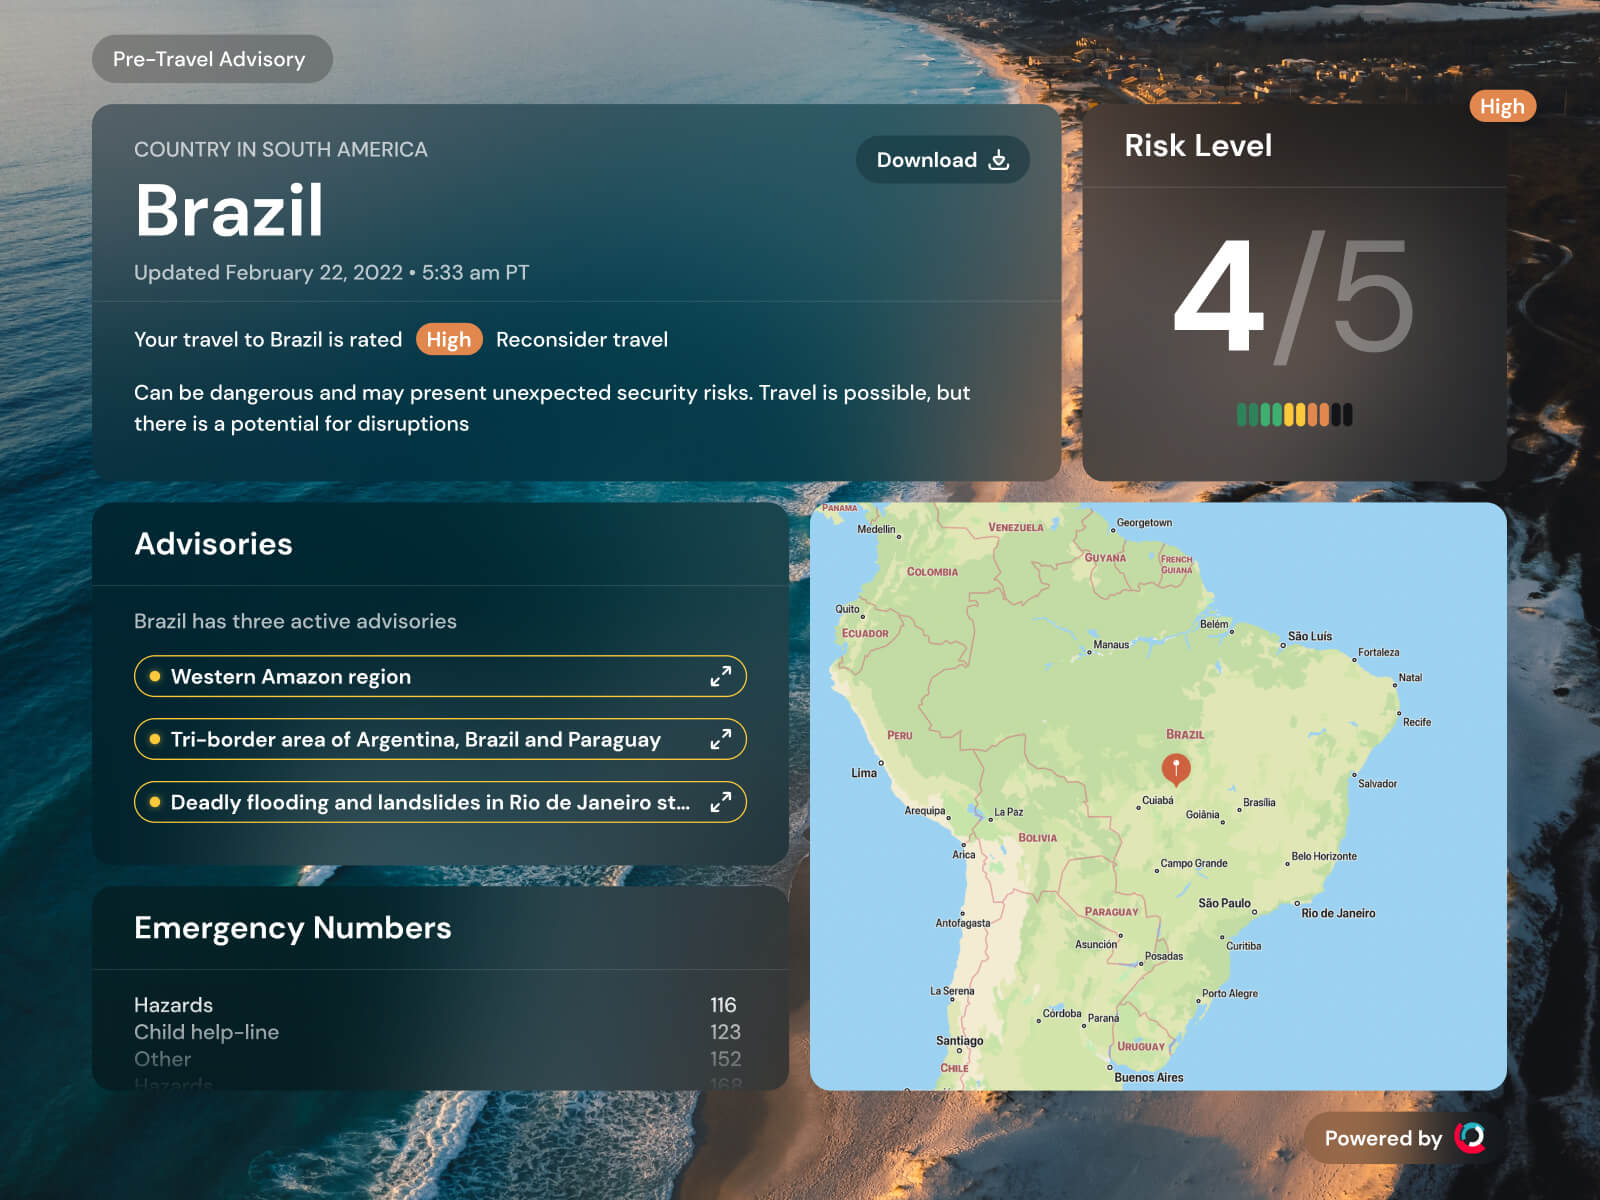 Pre-Travel Advisory
COUNTRY IN SOUTH AMERICA
Brazil
Updated February 22, 2022 • 5:33 am PT
Download
Your travel to Brazil is rated High Reconsider travel
Can be dangerous and may present unexpected security risks. Travel is possible, but
there is a potential for disruptions
High
Risk Level
4/5
Advisories
Brazil has three active advisories
Western Amazon region
Tri-border area of Argentina, Brazil and Paraguay
Deadly flooding and landslides in Rio de Janeiro st...
Emergency Numbers
Hazards 116
Child help-line 123
Other 152
Hazards 168
PANAMA
Medellin
VENEZUELA
Georgetown
GUYANA
FRENCH
GUIANA
COLOMBIA
Quito
ECUADOR
Belém
São Luís
Manaus
Fortaleza
Natal
Recife
PERU
BRAZIL
Lima
Salvador
Cuiabá
Brasília
Arequipa
La Paz
Goiânia
BOLIVIA
Arica
Belo Horizonte
Campo Grande
São Paulo
Rio de Janeiro
PARAGUAY
Antofagasta
Asunción
Curitiba
Posadas
La Serena
Porto Alegre
Córdoba
Paraná
Santiago
URUGUAY
CHILE
Buenos Aires
Powered by